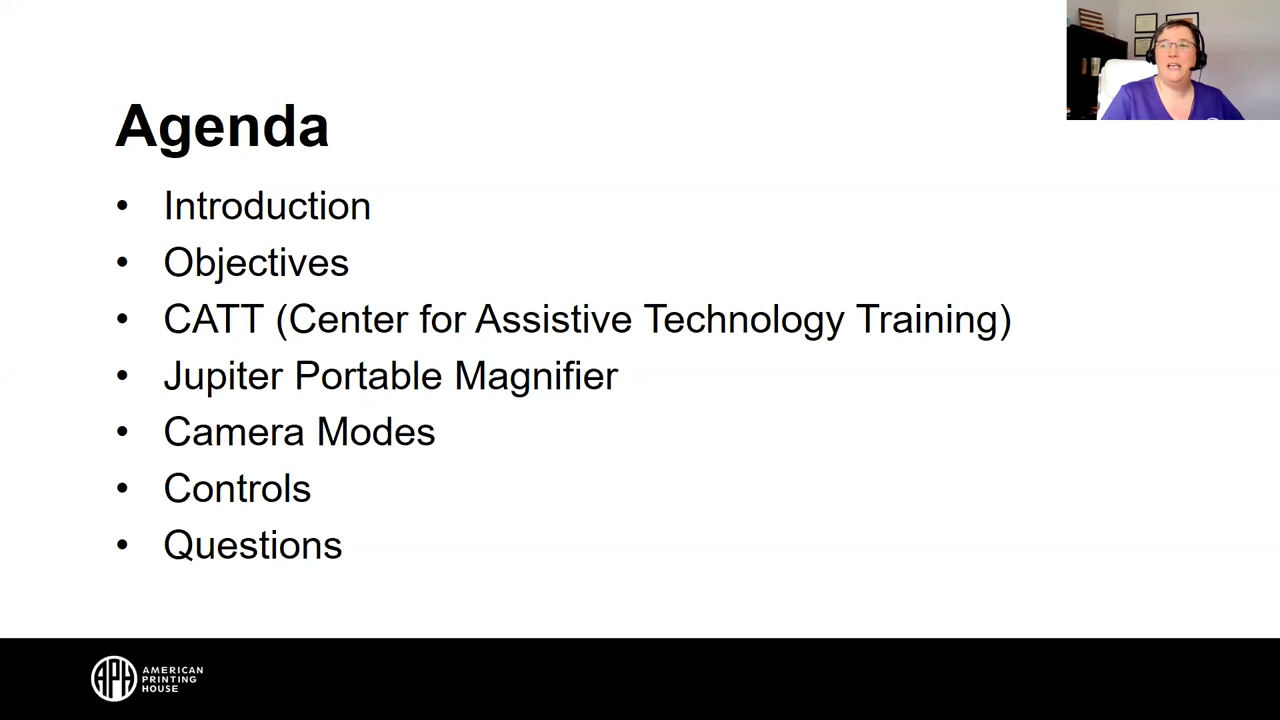 Agenda
• Introduction
• Objectives
• CATT (Center for Assistive Technology Training)
• Jupiter Portable Magnifier
• Camera Modes
• Controls
• Questions
APH
AMERICAN
PRINTING
HOUSE